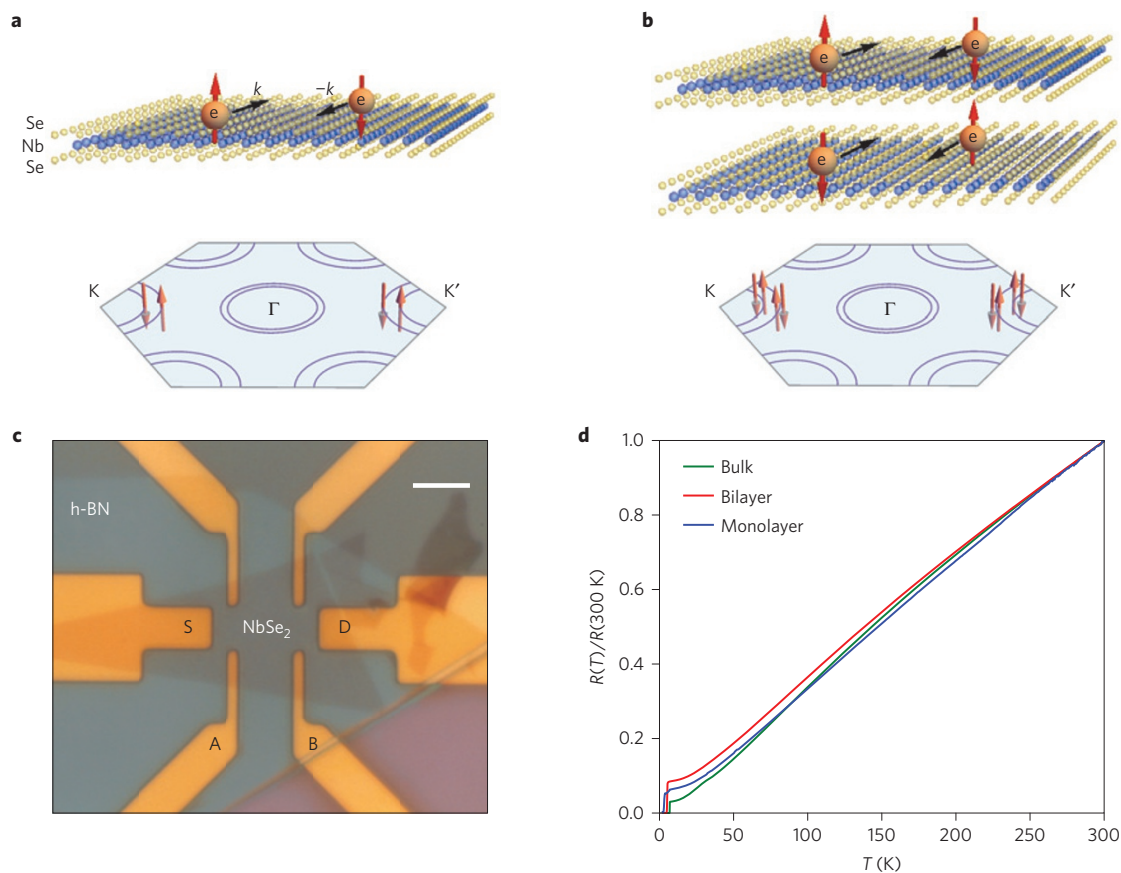 a
k
−k
e
e
Se
Nb
Se
K
Γ
K′
b
e
e
e
e
K
Γ
K′
c
h-BN
S
NbSe₂
D
A
B
d
Bulk
Bilayer
Monolayer
R(T)/R(300 K)
1.0
0.8
0.6
0.4
0.2
0.0
0
50
100
150
200
250
300
T (K)